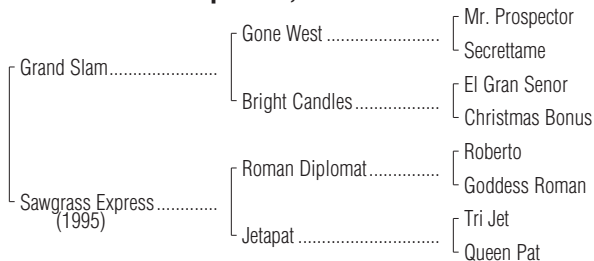 Mr. Prospector
Gone West
Secrettame
Grand Slam
El Gran Senor
Bright Candles
Christmas Bonus
Roberto
Roman Diplomat
Goddess Roman
Sawgrass Express
(1995)
Tri Jet
Jetapat
Queen Pat